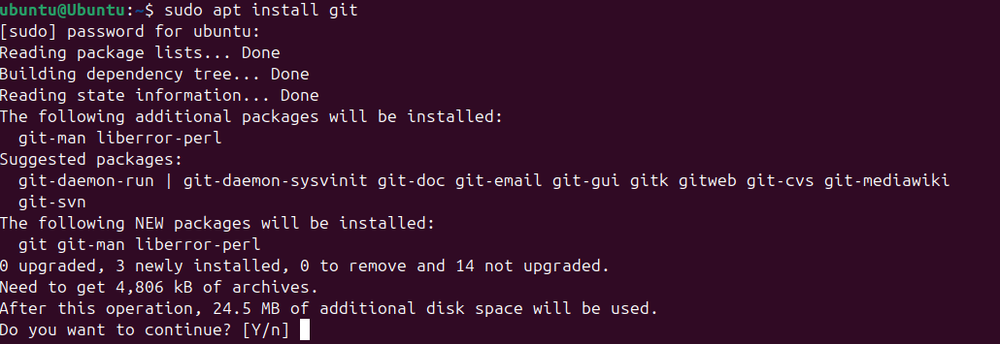 ubuntu@Ubuntu:~$ sudo apt install git
[sudo] password for ubuntu:
Reading package lists... Done
Building dependency tree... Done
Reading state information... Done
The following additional packages will be installed:
  git-man liberror-perl
Suggested packages:
  git-daemon-run | git-daemon-sysvinit git-doc git-email git-gui gitk gitweb git-cvs git-mediawiki
  git-svn
The following NEW packages will be installed:
  git git-man liberror-perl
0 upgraded, 3 newly installed, 0 to remove and 14 not upgraded.
Need to get 4,806 kB of archives.
After this operation, 24.5 MB of additional disk space will be used.
Do you want to continue? [Y/n]